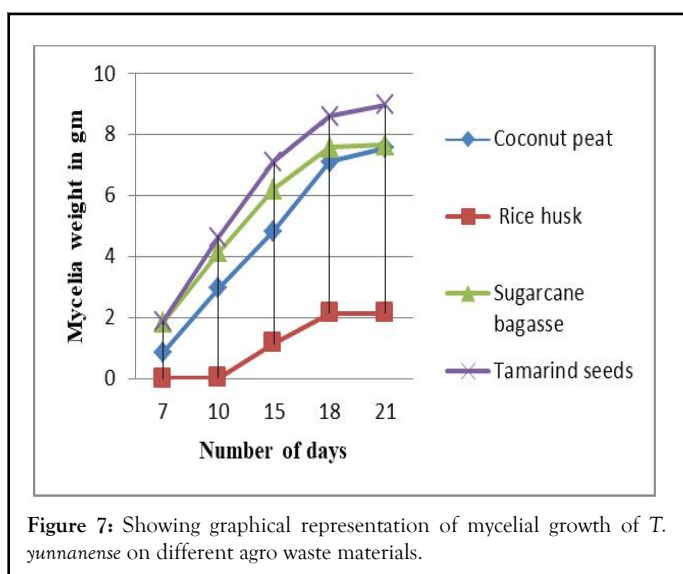 10
8
6
4
2
0
Mycelia weight in gm
7 10 15 18 21
Number of days
Coconut peat
Rice husk
Sugarcane
bagasse
Tamarind seeds
Figure 7: Showing graphical representation of mycelial growth of T.
yunnanense on different agro waste materials.